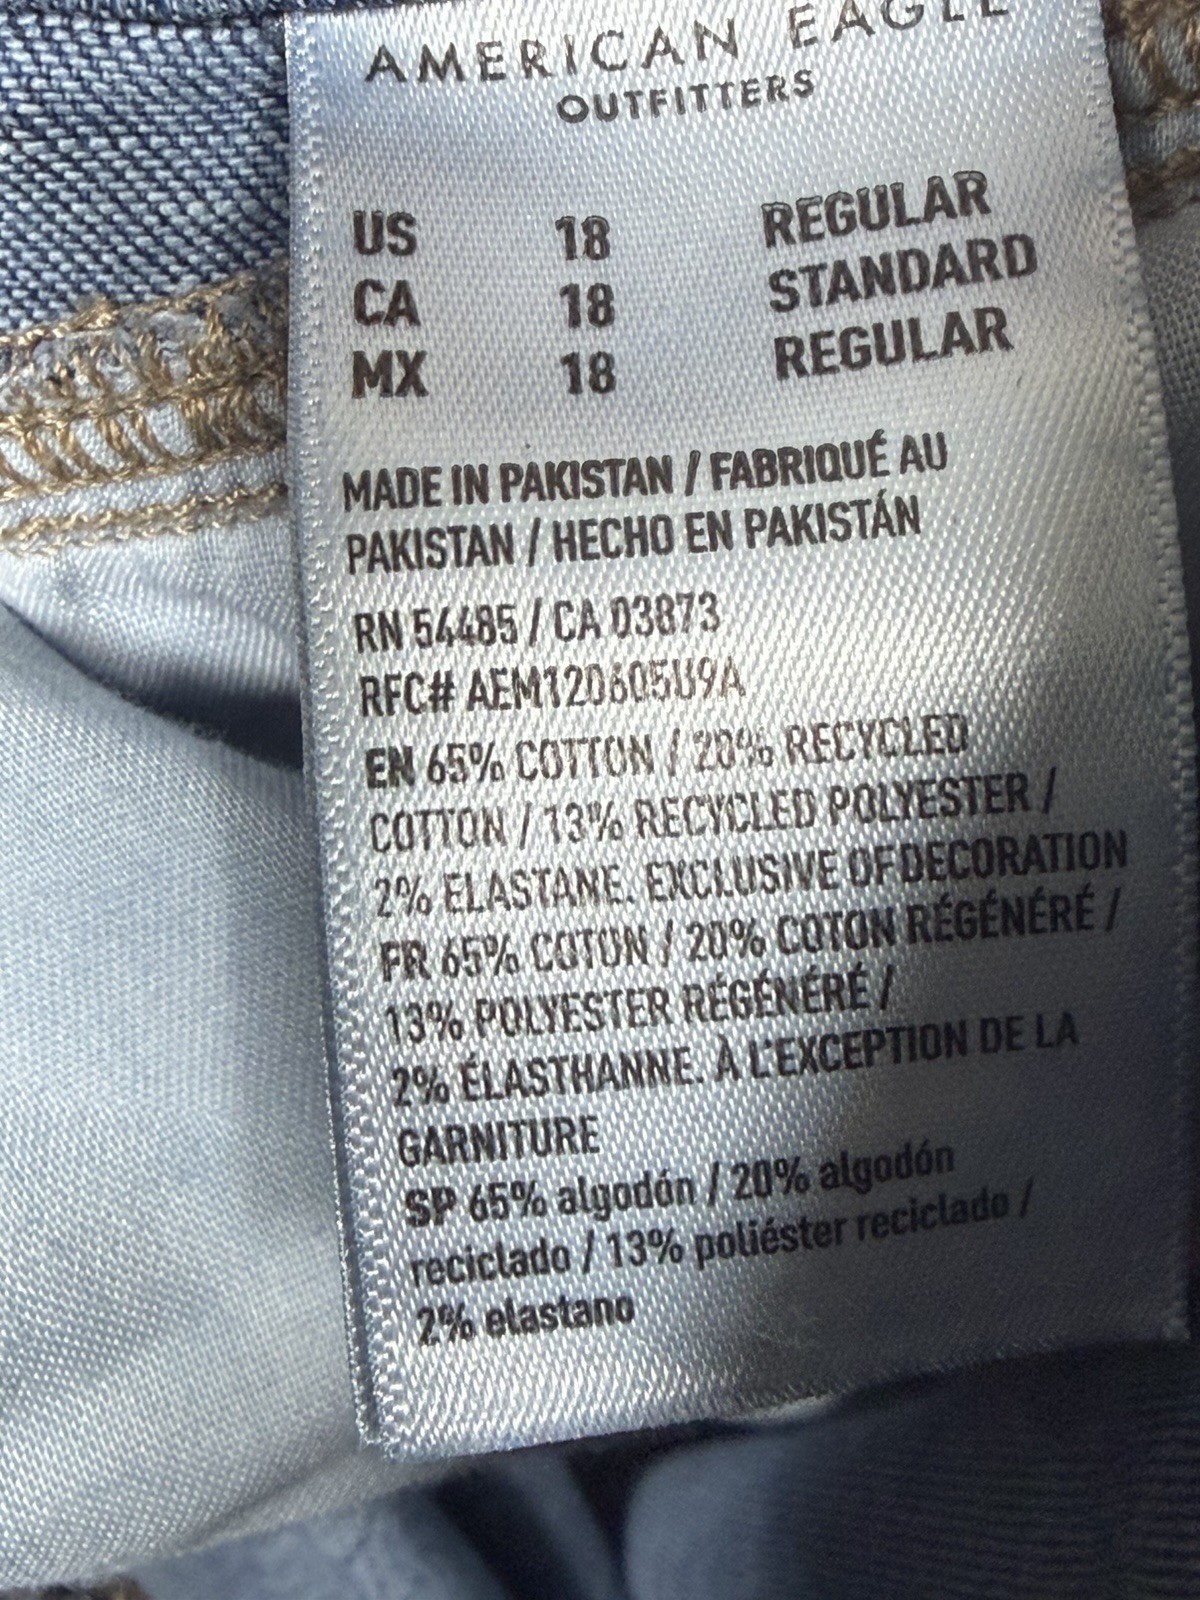 AMERICAN EAGLE
OUTFITTERS
US 18 REGULAR
CA 18 STANDARD
MX 18 REGULAR
MADE IN PAKISTAN / FABRIQUÉ AU
PAKISTAN / HECHO EN PAKISTÁN
RN 54485 / CA 03873
RFC# AEM120605U9A
EN 65% COTTON / 20% RECYCLED
COTTON / 13% RECYCLED POLYESTER /
2% ELASTANE. EXCLUSIVE OF DECORATION
FR 65% COTON / 20% COTON RÉGÉNÉRÉ /
13% POLYESTER RÉGÉNÉRÉ /
2% ÉLASTHANNE. À L'EXCEPTION DE LA
GARNITURE
SP 65% algodón / 20% algodón
reciclado / 13% poliéster reciclado /
2% elastano